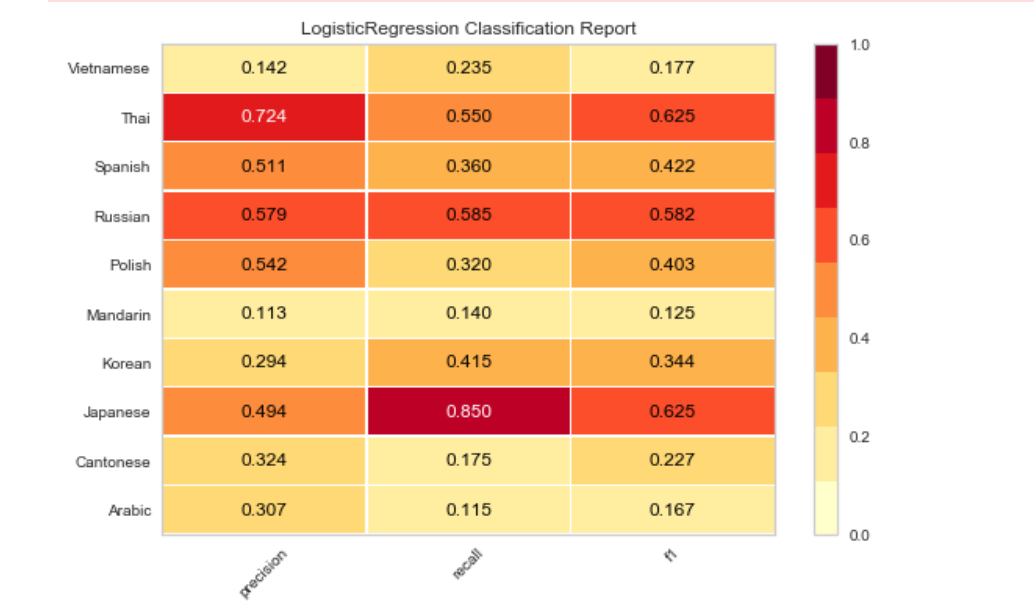 LogisticRegression Classification Report
Vietnamese 0.142 0.235 0.177
Thai 0.724 0.550 0.625
Spanish 0.511 0.360 0.422
Russian 0.579 0.585 0.582
Polish 0.542 0.320 0.403
Mandarin 0.113 0.140 0.125
Korean 0.294 0.415 0.344
Japanese 0.494 0.850 0.625
Cantonese 0.324 0.175 0.227
Arabic 0.307 0.115 0.167
precision recall f1
1.0
0.8
0.6
0.4
0.2
0.0